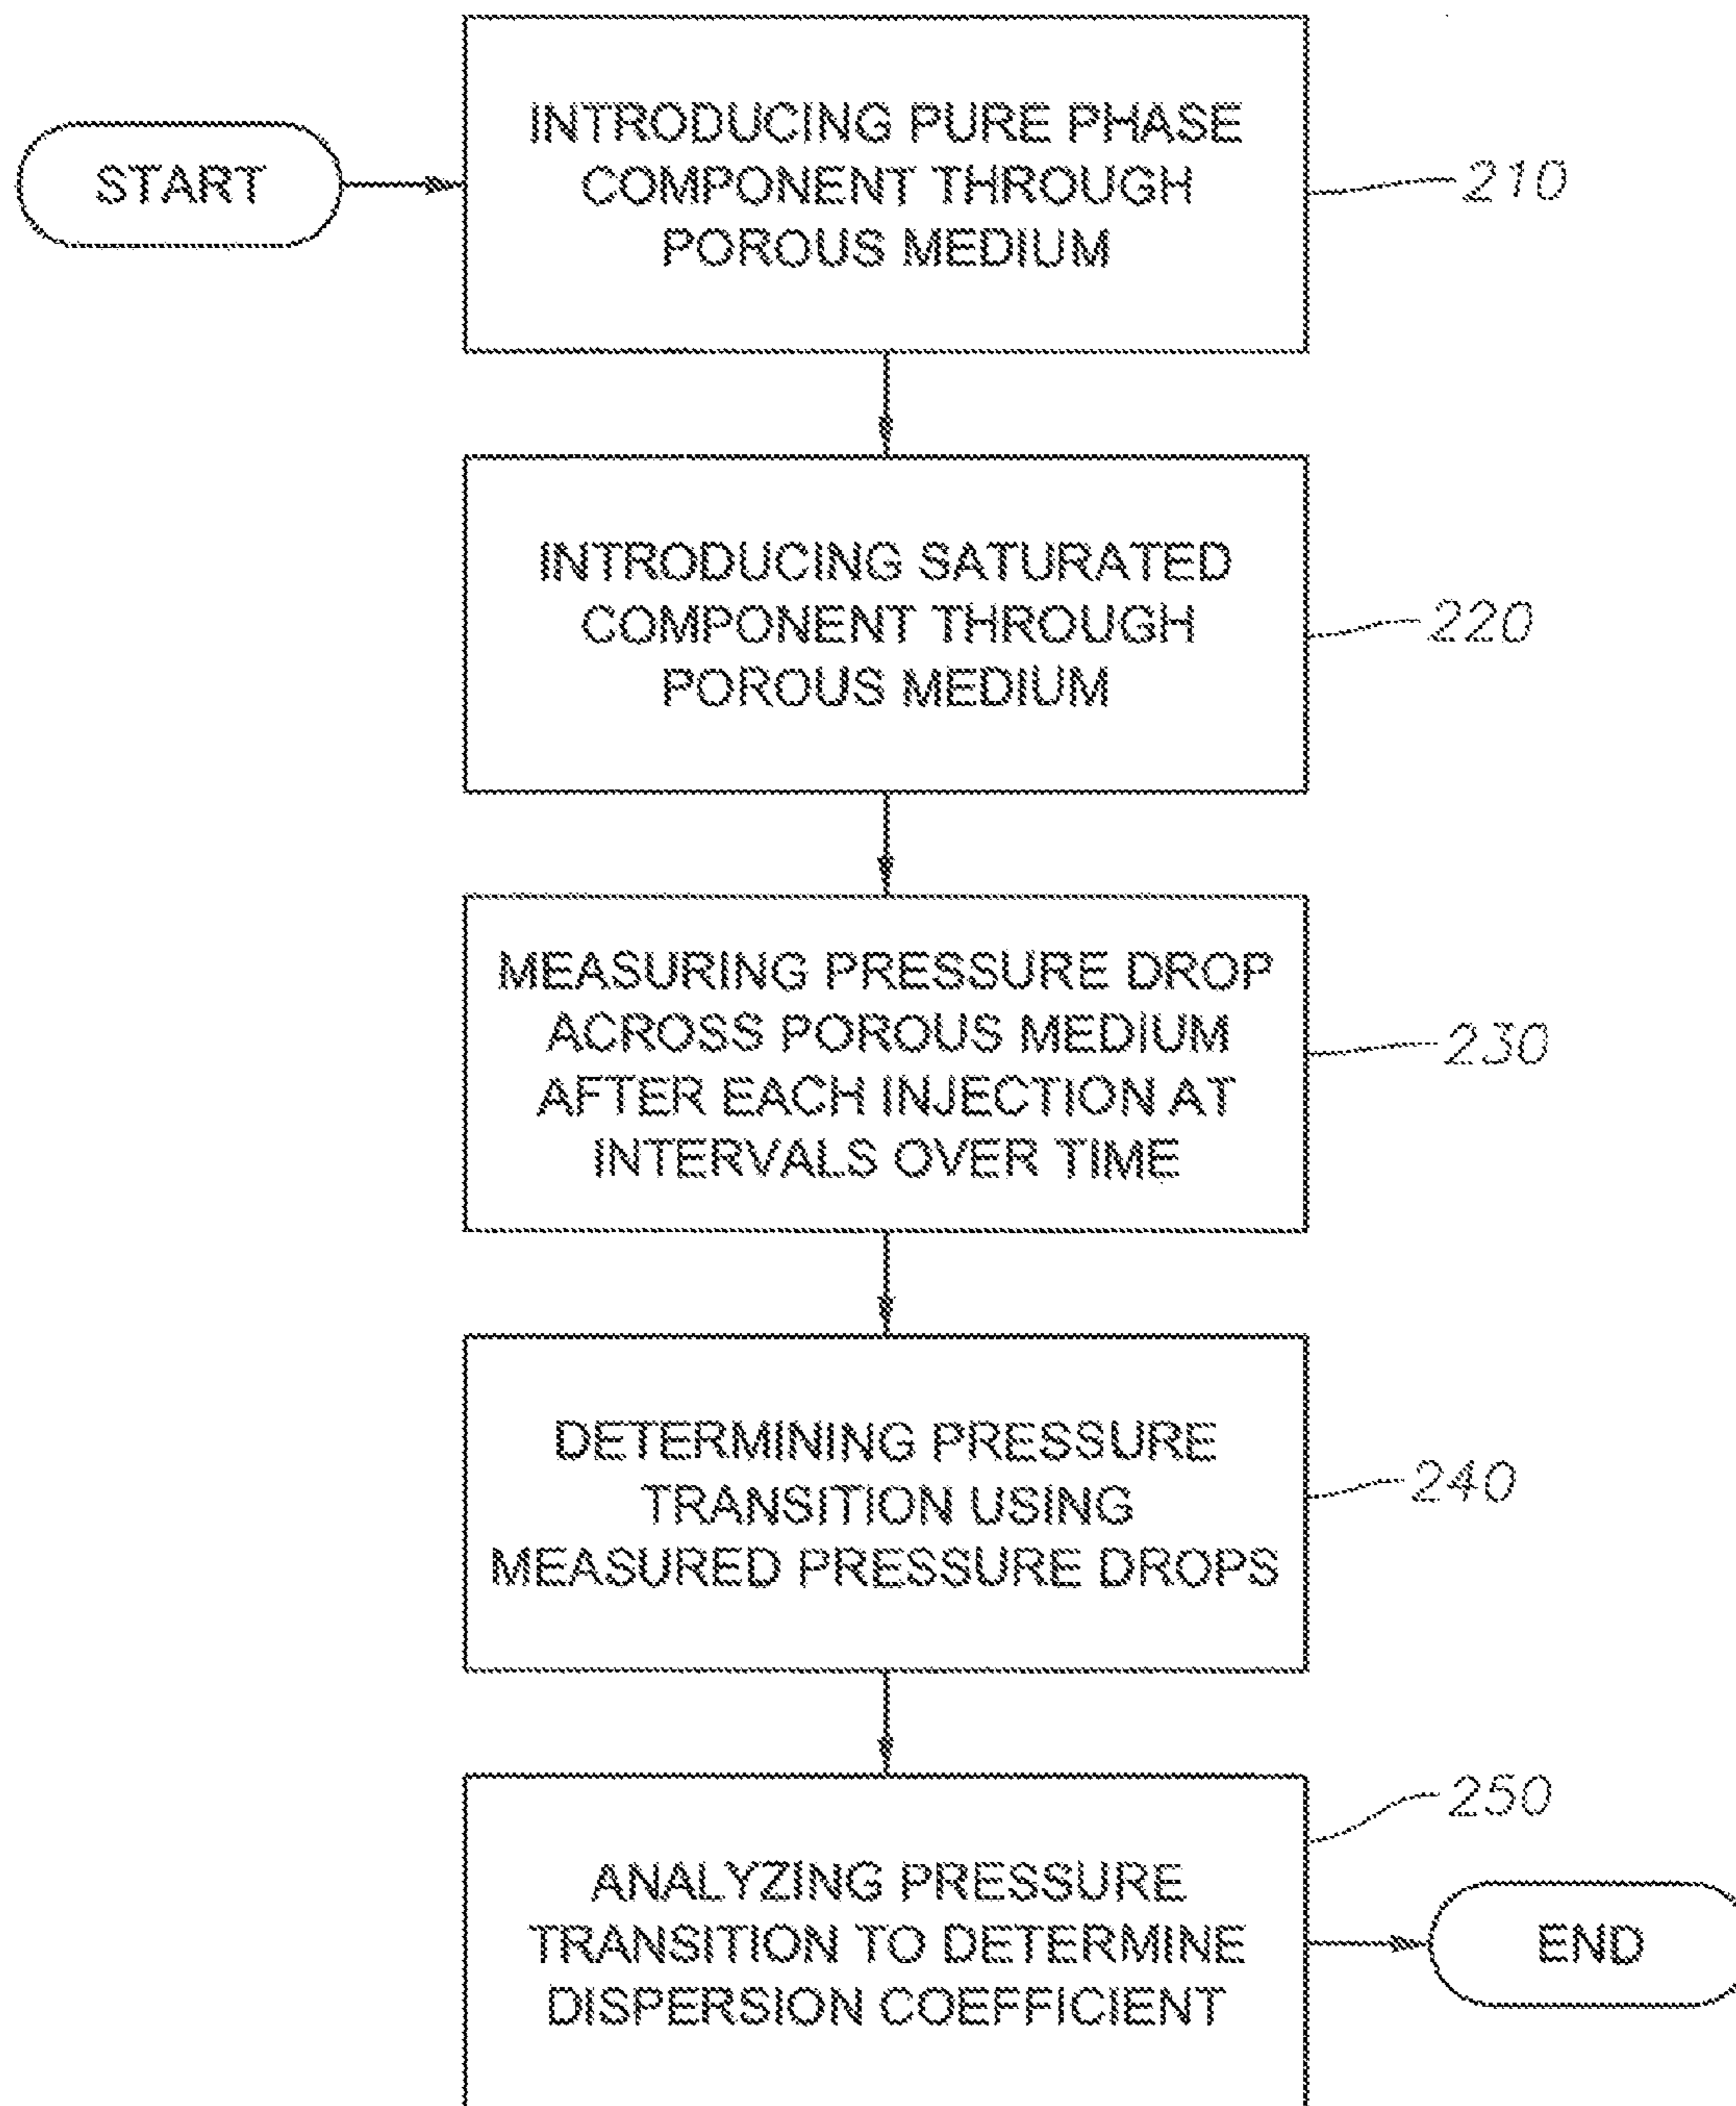 START
INTRODUCING PURE PHASE
COMPONENT THROUGH
POROUS MEDIUM
210
INTRODUCING SATURATED
COMPONENT THROUGH
POROUS MEDIUM
220
MEASURING PRESSURE DROP
ACROSS POROUS MEDIUM
AFTER EACH INJECTION AT
INTERVALS OVER TIME
230
DETERMINING PRESSURE
TRANSITION USING
MEASURED PRESSURE DROPS
240
ANALYZING PRESSURE
TRANSITION TO DETERMINE
DISPERSION COEFFICIENT
250
END